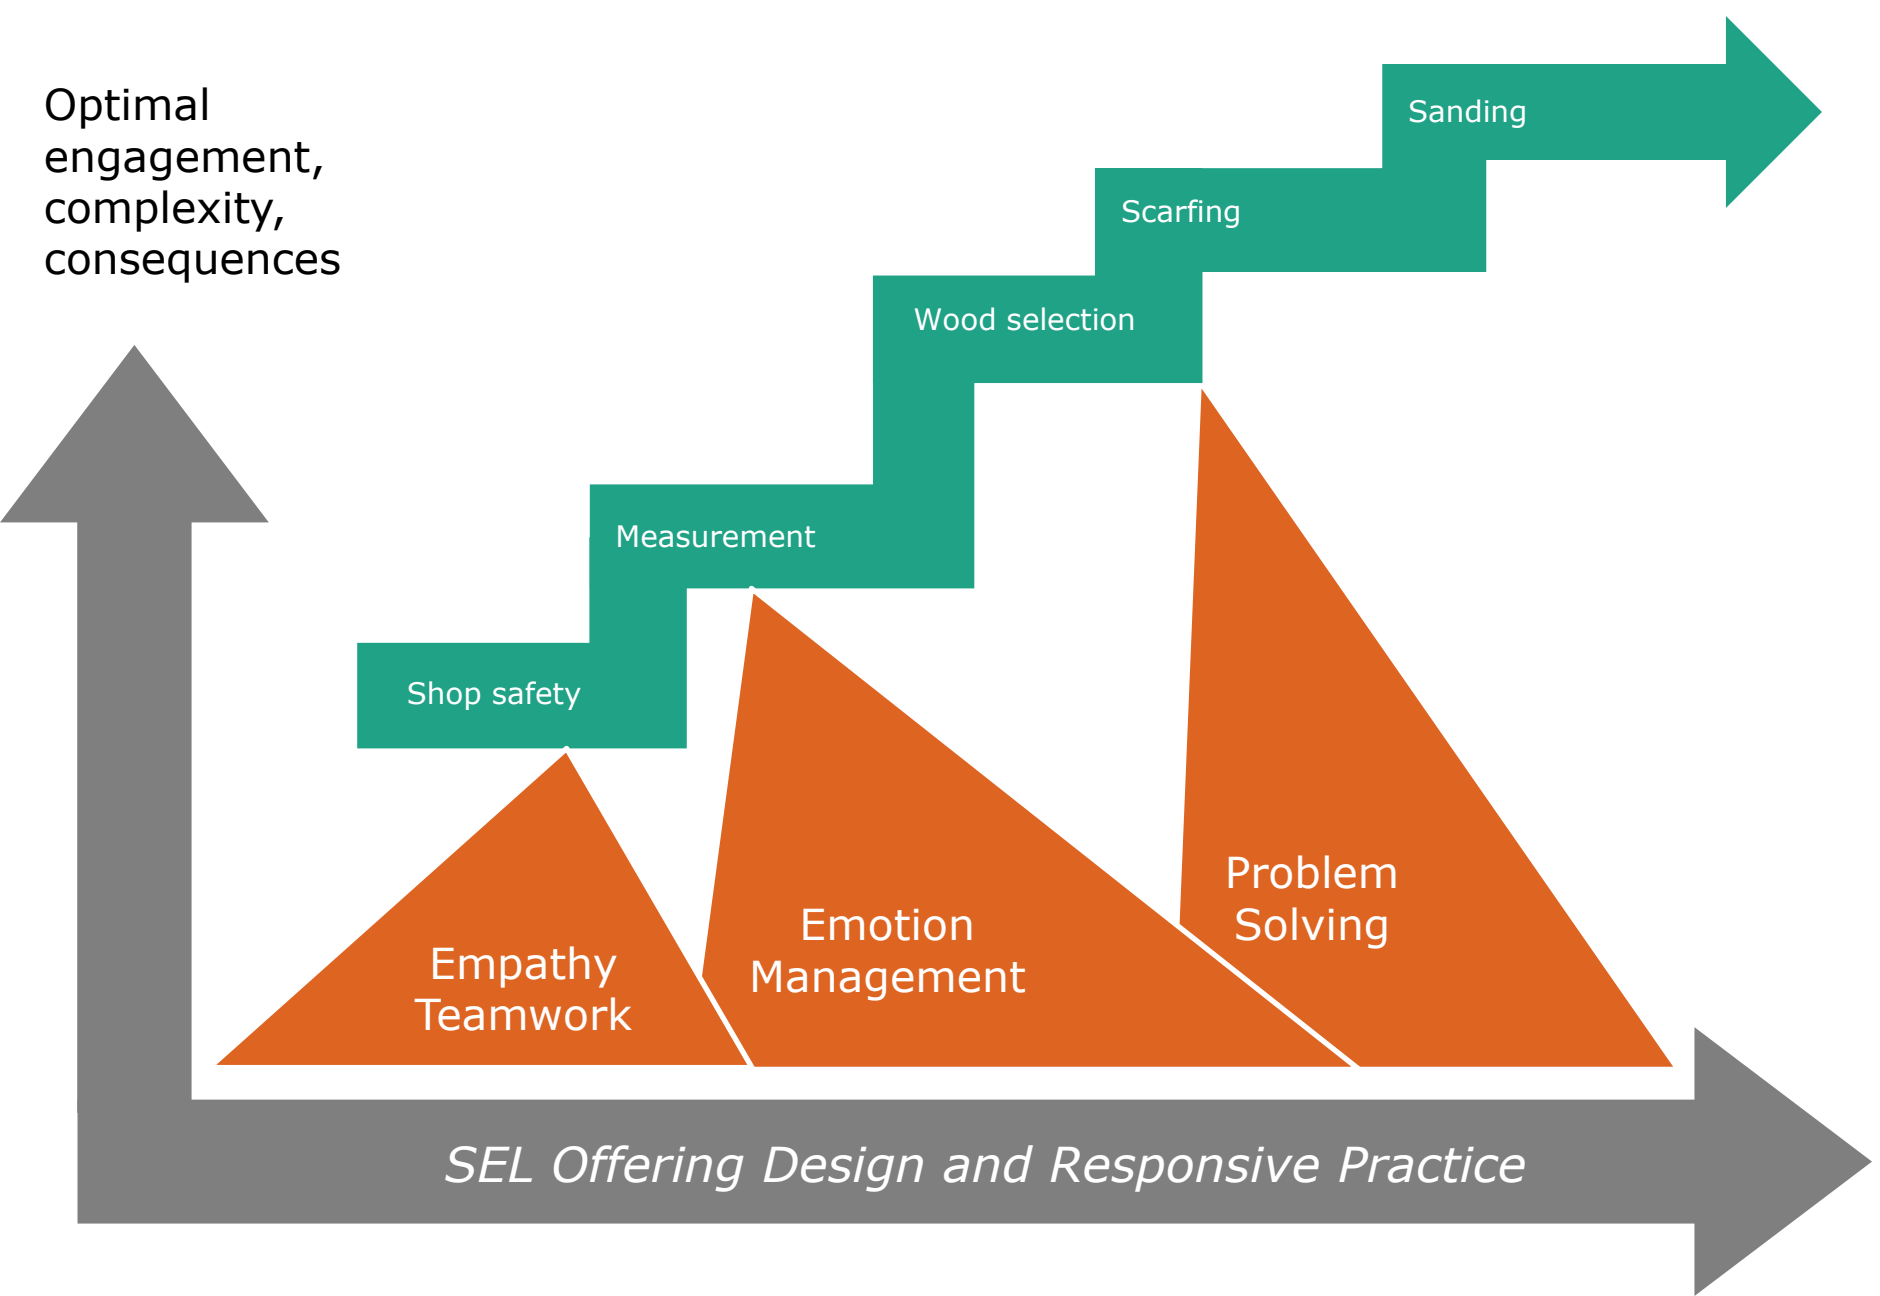 Optimal
engagement,
complexity,
consequences
Sanding
Scarfing
Wood selection
Measurement
Shop safety
Problem
Solving
Emotion
Management
Empathy
Teamwork
SEL Offering Design and Responsive Practice